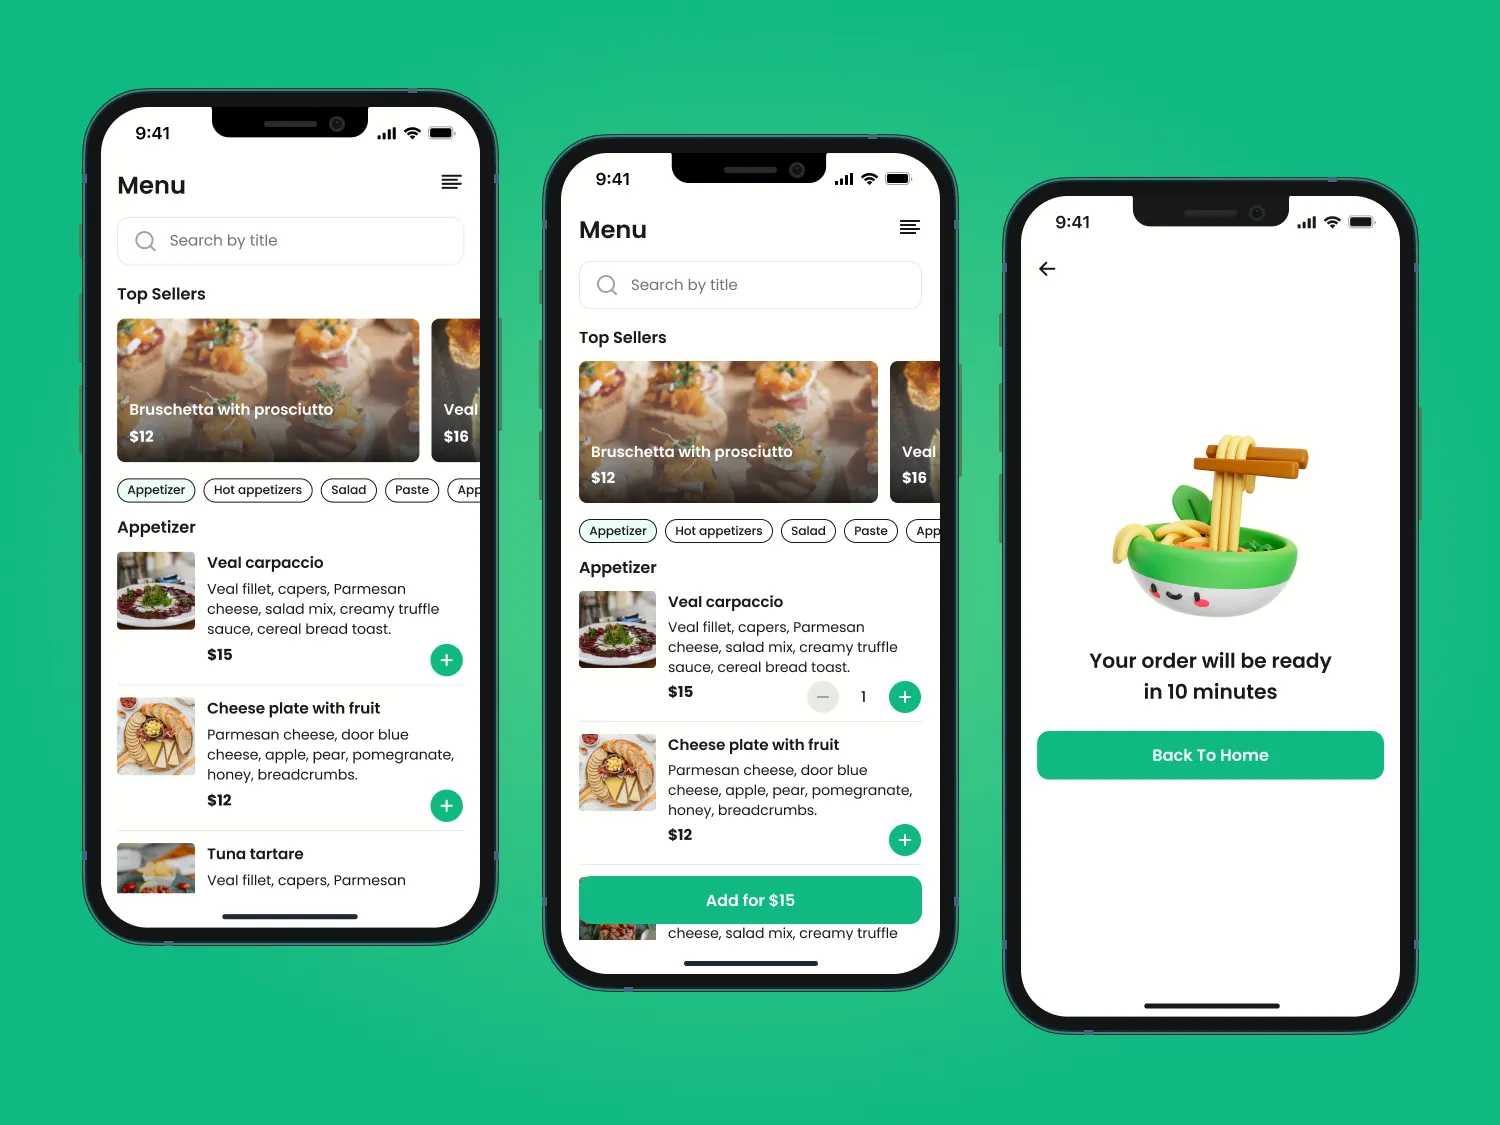 9:41
Menu
Search by title
Top Sellers
Bruschetta with prosciutto
$12
Veal
$16
Appetizer
Hot appetizers
Salad
Paste
App
Appetizer
Veal carpaccio
Veal fillet, capers, Parmesan
cheese, salad mix, creamy truffle
sauce, cereal bread toast.
$15
Cheese plate with fruit
Parmesan cheese, door blue
cheese, apple, pear, pomegranate,
honey, breadcrumbs.
$12
Tuna tartare
Veal fillet, capers, Parmesan
9:41
Menu
Search by title
Top Sellers
Bruschetta with prosciutto
$12
Veal
$16
Appetizer
Hot appetizers
Salad
Paste
App
Appetizer
Veal carpaccio
Veal fillet, capers, Parmesan
cheese, salad mix, creamy truffle
sauce, cereal bread toast.
$15
1
Cheese plate with fruit
Parmesan cheese, door blue
cheese, apple, pear, pomegranate,
honey, breadcrumbs.
$12
Add for $15
cheese, salad mix, creamy truffle
9:41
Your order will be ready
in 10 minutes
Back To Home